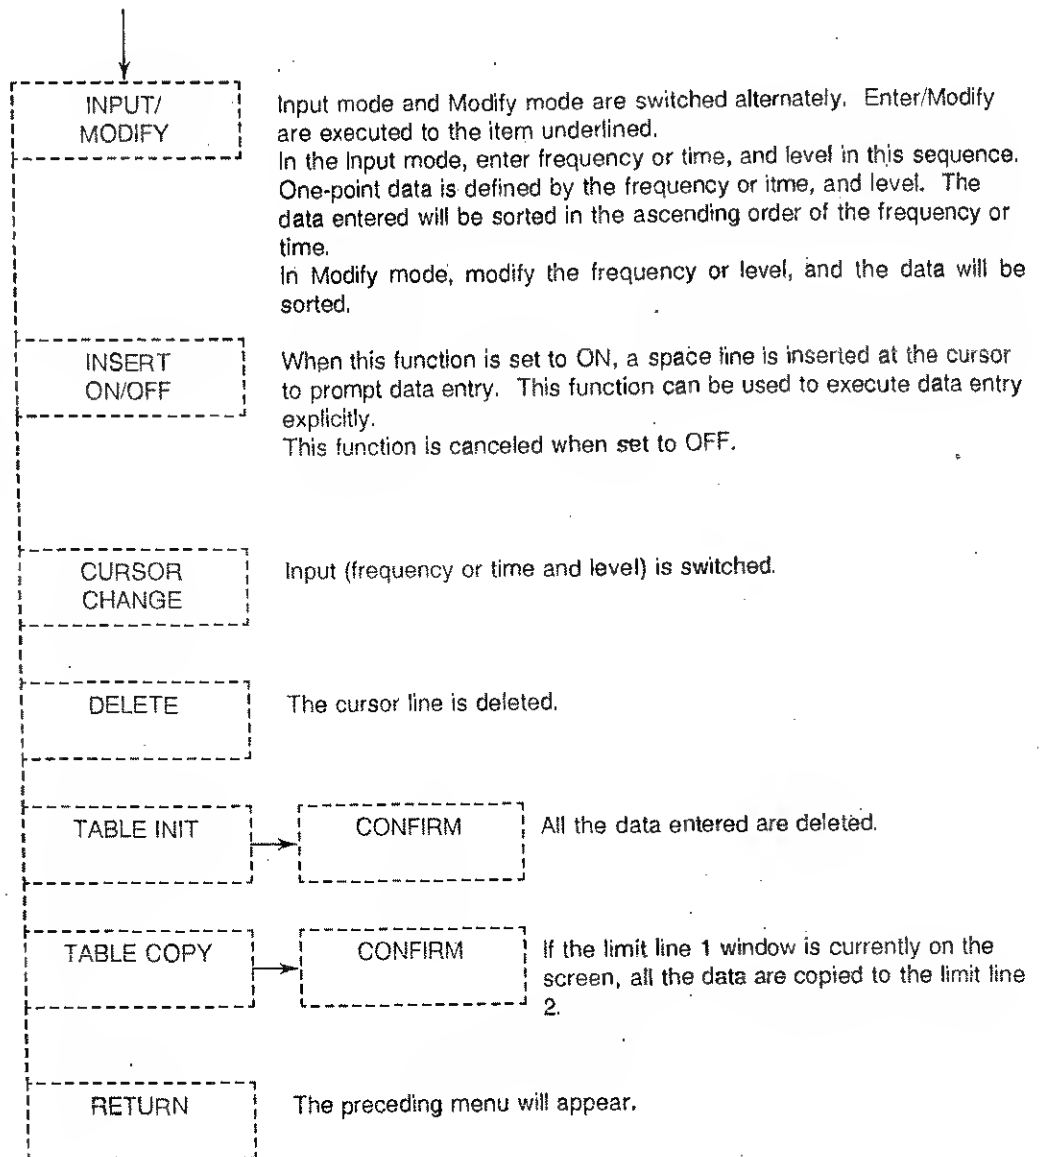 INPUT/
MODIFY
Input mode and Modify mode are switched alternately. Enter/Modify
are executed to the item underlined.
In the Input mode, enter frequency or time, and level in this sequence.
One-point data is defined by the frequency or itme, and level. The
data entered will be sorted in the ascending order of the frequency or
time.
In Modify mode, modify the frequency or level, and the data will be
sorted.
INSERT
ON/OFF
When this function is set to ON, a space line is inserted at the cursor
to prompt data entry. This function can be used to execute data entry
explicitly.
This function is canceled when set to OFF.
CURSOR
CHANGE
Input (frequency or time and level) is switched.
DELETE
The cursor line is deleted.
TABLE INIT
CONFIRM
All the data entered are deleted.
TABLE COPY
CONFIRM
If the limit line 1 window is currently on the
screen, all the data are copied to the limit line
2.
RETURN
The preceding menu will appear.